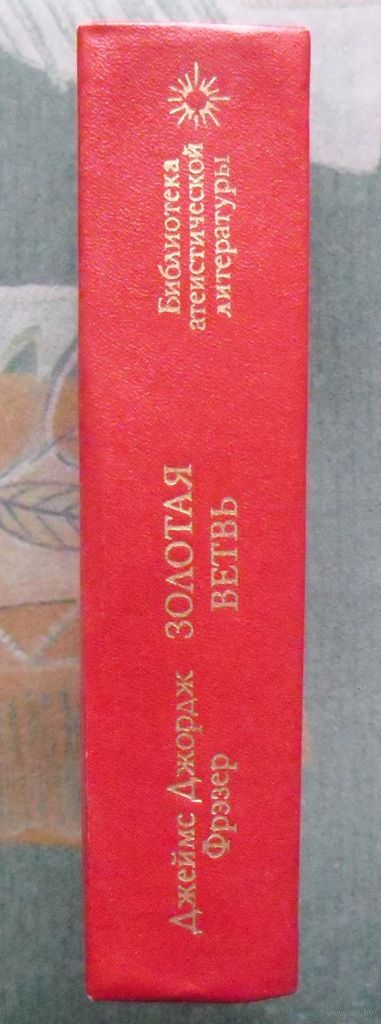 Джеймс Джордж
Фрэзер
ЗОЛОТАЯ
ВЕТВЬ
Библиотека
атеистической
литературы